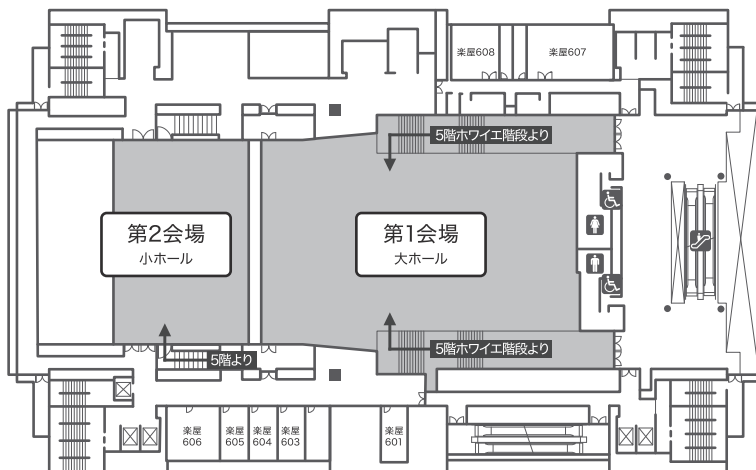 楽屋608
楽屋607
5階ホワイエ階段より
第2会場
小ホール
第1会場
大ホール
5階ホワイエ階段より
5階より
楽屋
606
楽屋
605
楽屋
604
楽屋
603
楽屋
601